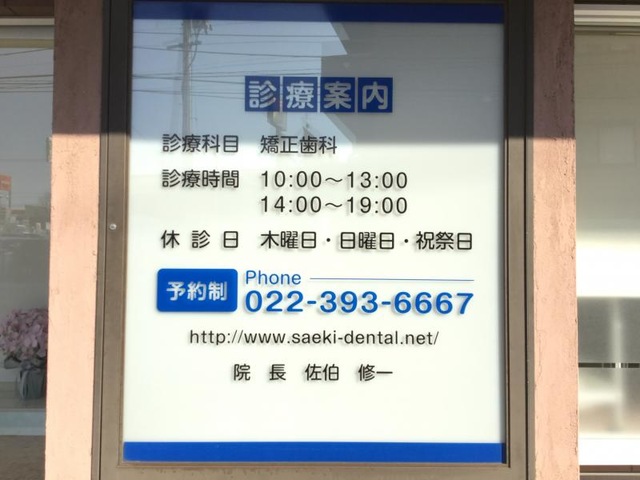 診療案内
診療科目 矯正歯科
診療時間 10:00～13:00
14:00～19:00
休診日 木曜日・日曜日・祝祭日
予約制 Phone
022-393-6667
http://www.saeki-dental.net/
院長 佐伯 修一